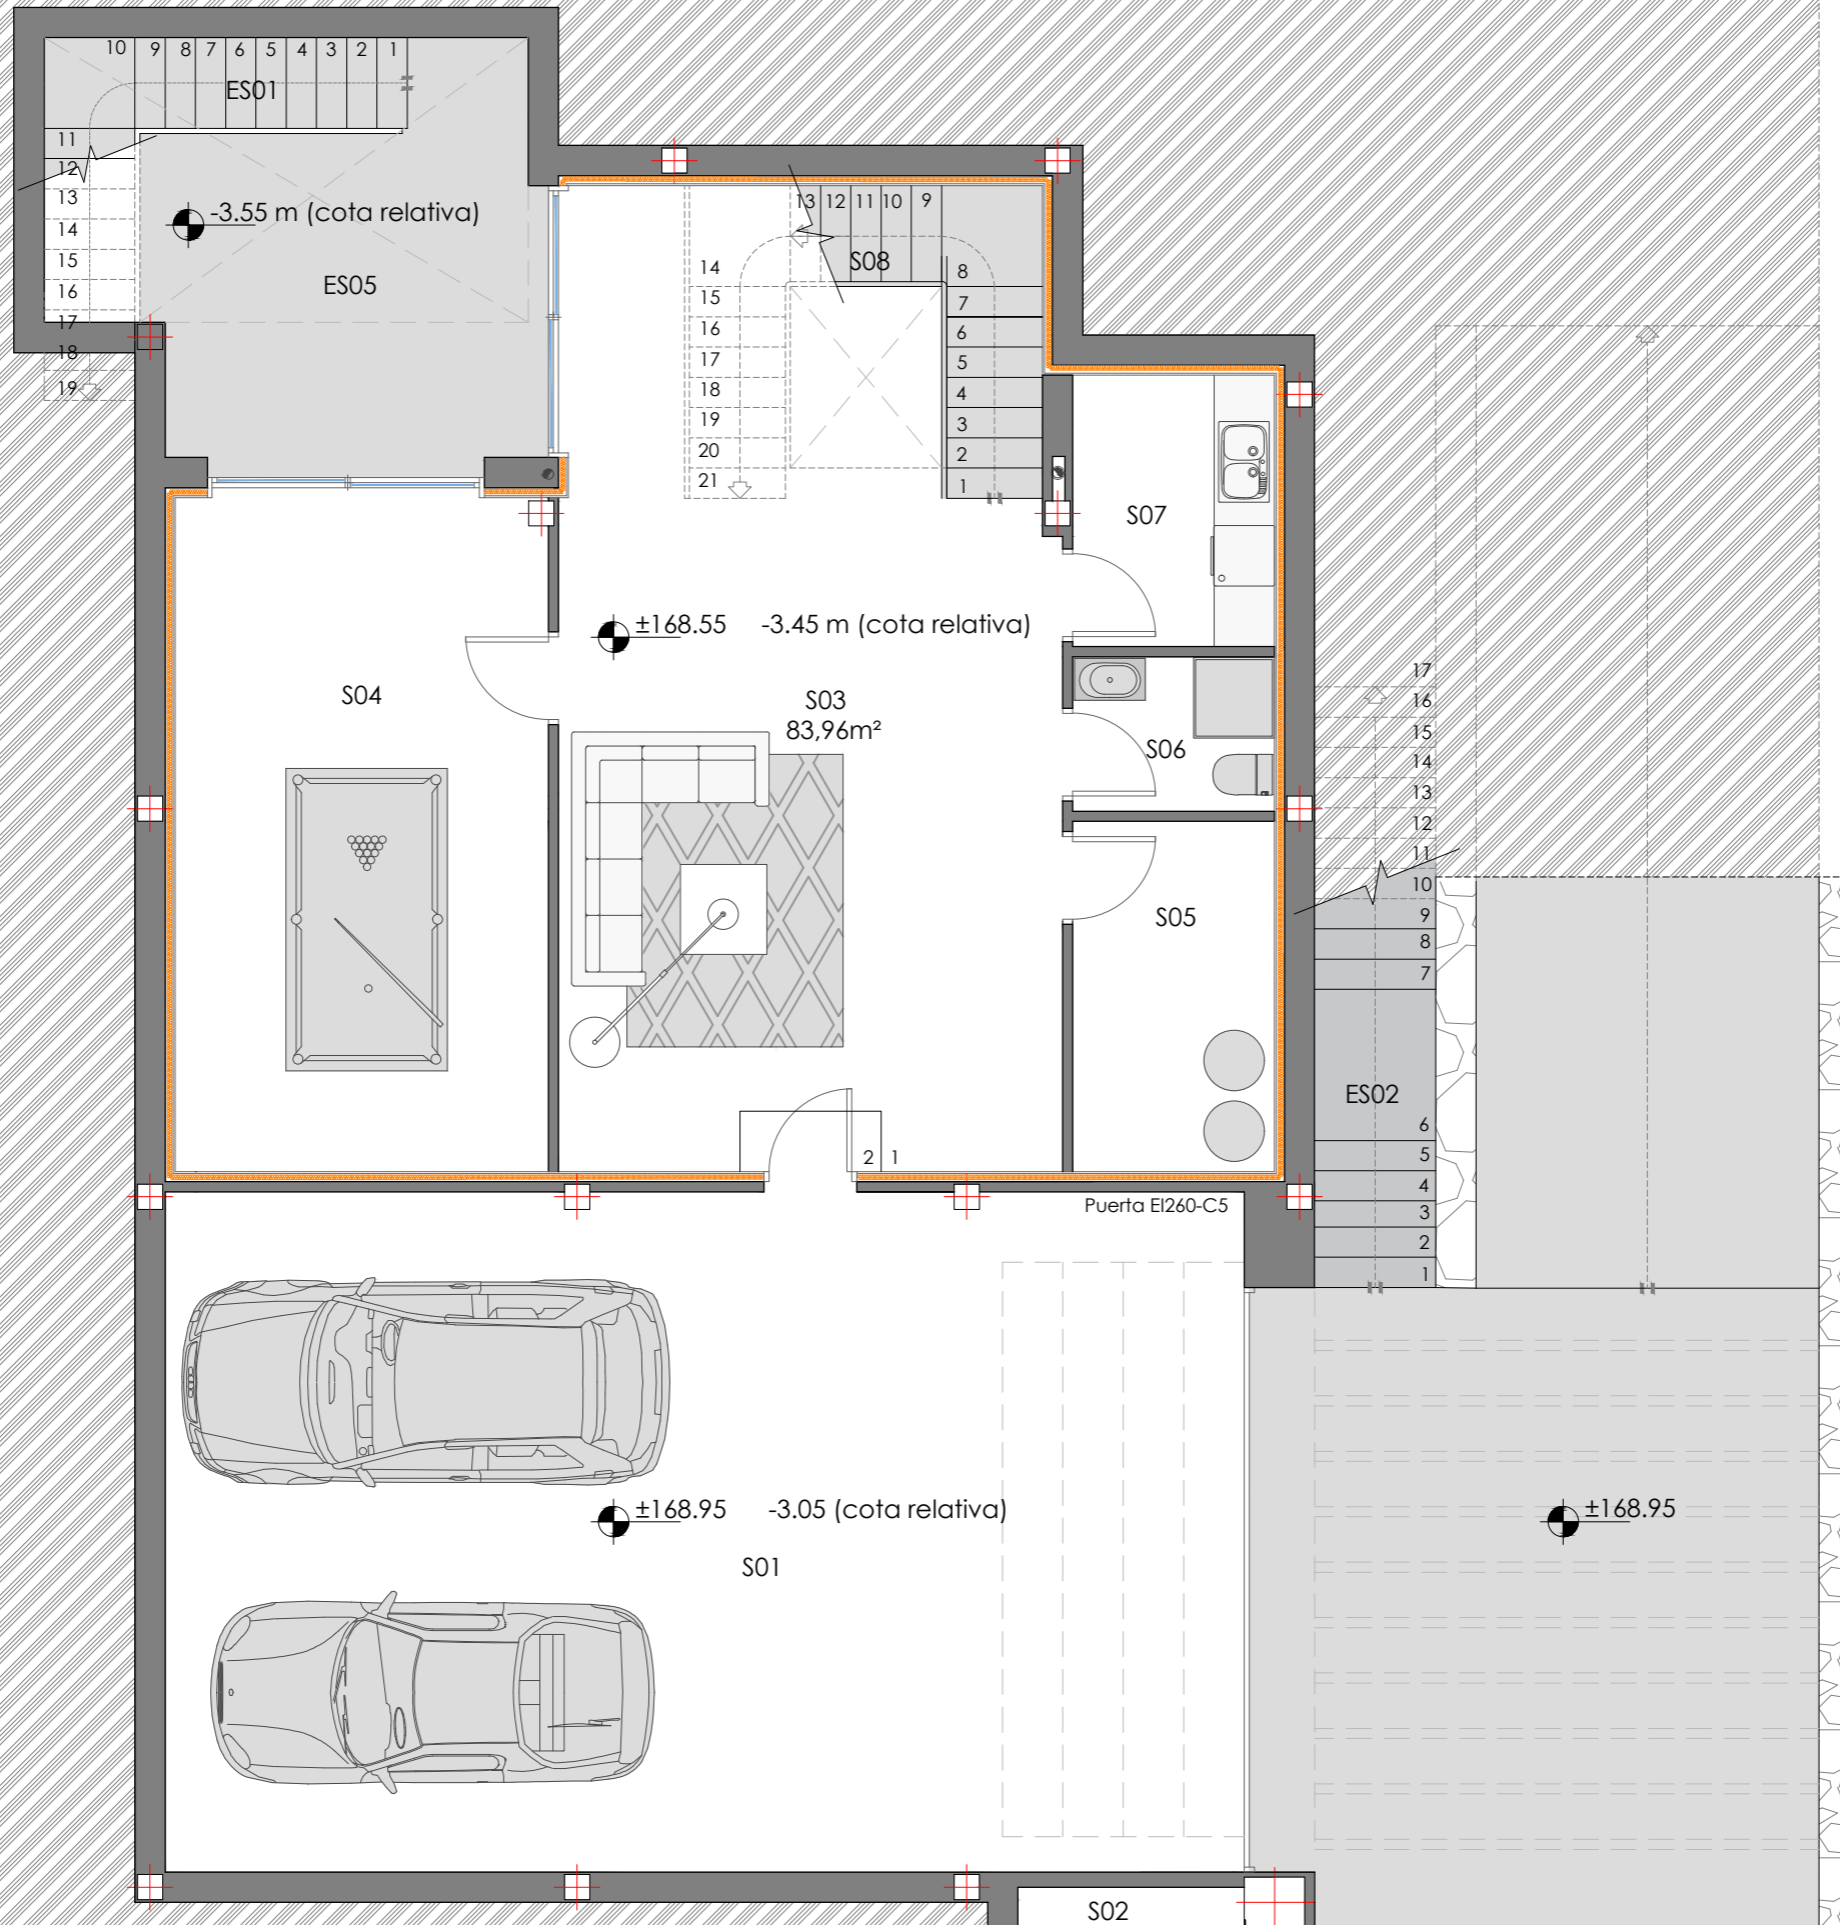 10 9 8 7 6 5 4 3 2 1
ES01
11
12
13
14
15
16
17
18
19
-3.55 m (cota relativa)
ES05
13 12 11 10 9
S08
8
7
6
5
4
3
2
1
14
15
16
17
18
19
20
21
S07
±168.55 -3.45 m (cota relativa)
S04
S03
83,96m²
S06
S05
17
16
15
14
13
12
11
10
9
8
7
ES02
6
5
4
3
2
1
2 1
Puerta EI260-C5
±168.95 -3.05 (cota relativa)
S01
±168.95
S02